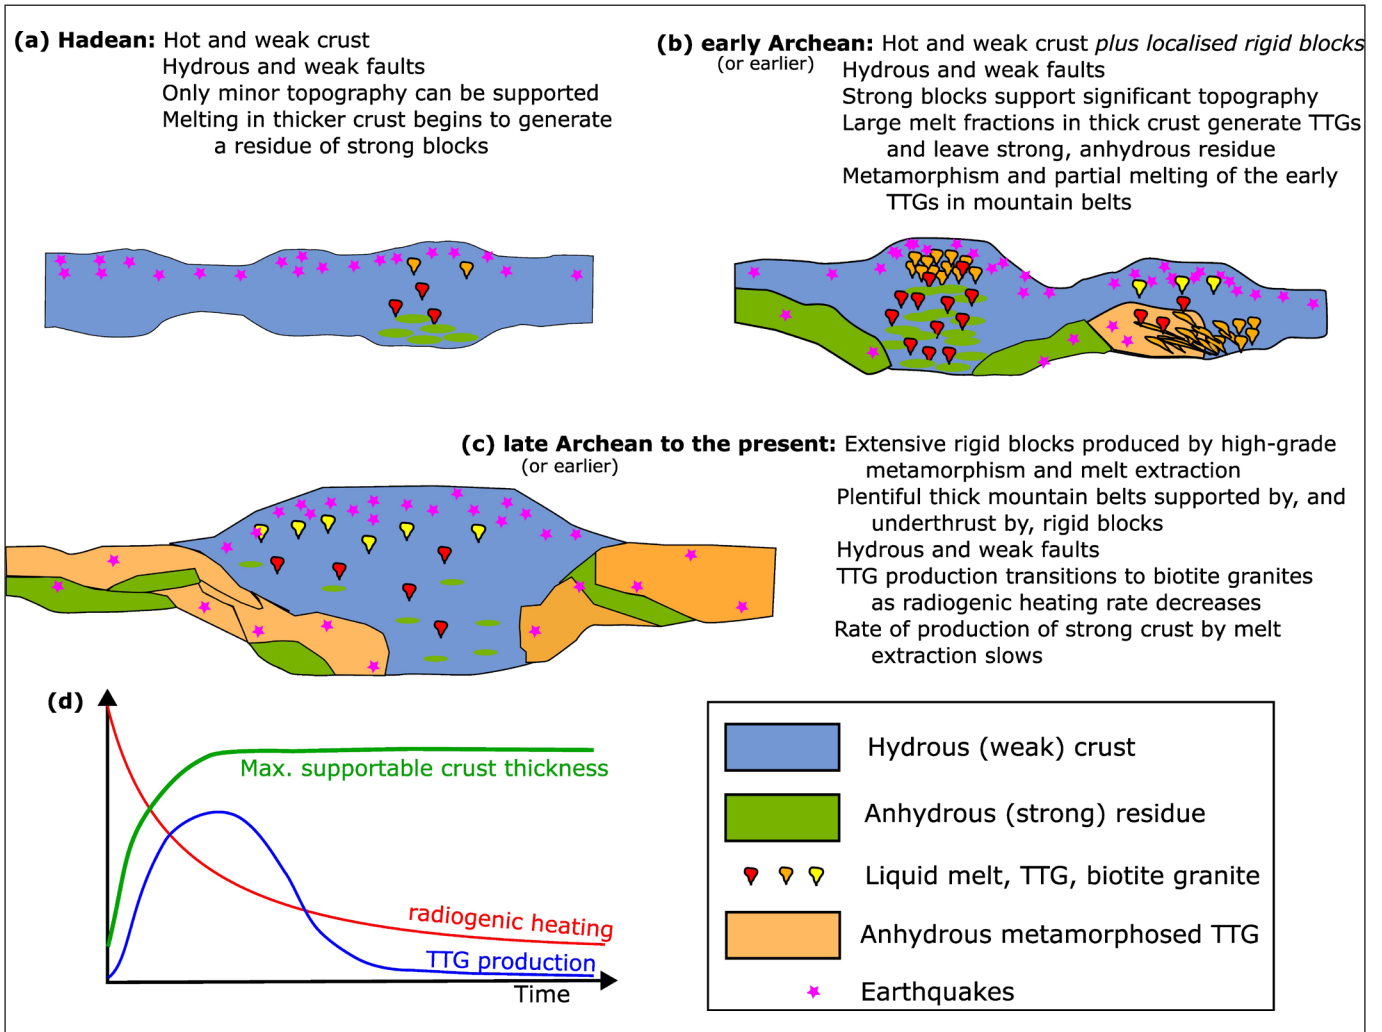 (a) Hadean: Hot and weak crust
Hydrous and weak faults
Only minor topography can be supported
Melting in thicker crust begins to generate
a residue of strong blocks
(b) early Archean: Hot and weak crust plus localised rigid blocks
(or earlier)
Hydrous and weak faults
Strong blocks support significant topography
Large melt fractions in thick crust generate TTGs
and leave strong, anhydrous residue
Metamorphism and partial melting of the early
TTGs in mountain belts
(c) late Archean to the present: Extensive rigid blocks produced by high-grade
(or earlier)
metamorphism and melt extraction
Plentiful thick mountain belts supported by, and
underthrust by, rigid blocks
Hydrous and weak faults
TTG production transitions to biotite granites
as radiogenic heating rate decreases
Rate of production of strong crust by melt
extraction slows
(d)
Max. supportable crust thickness
radiogenic heating
TTG production
Time
Hydrous (weak) crust
Anhydrous (strong) residue
Liquid melt, TTG, biotite granite
Anhydrous metamorphosed TTG
Earthquakes